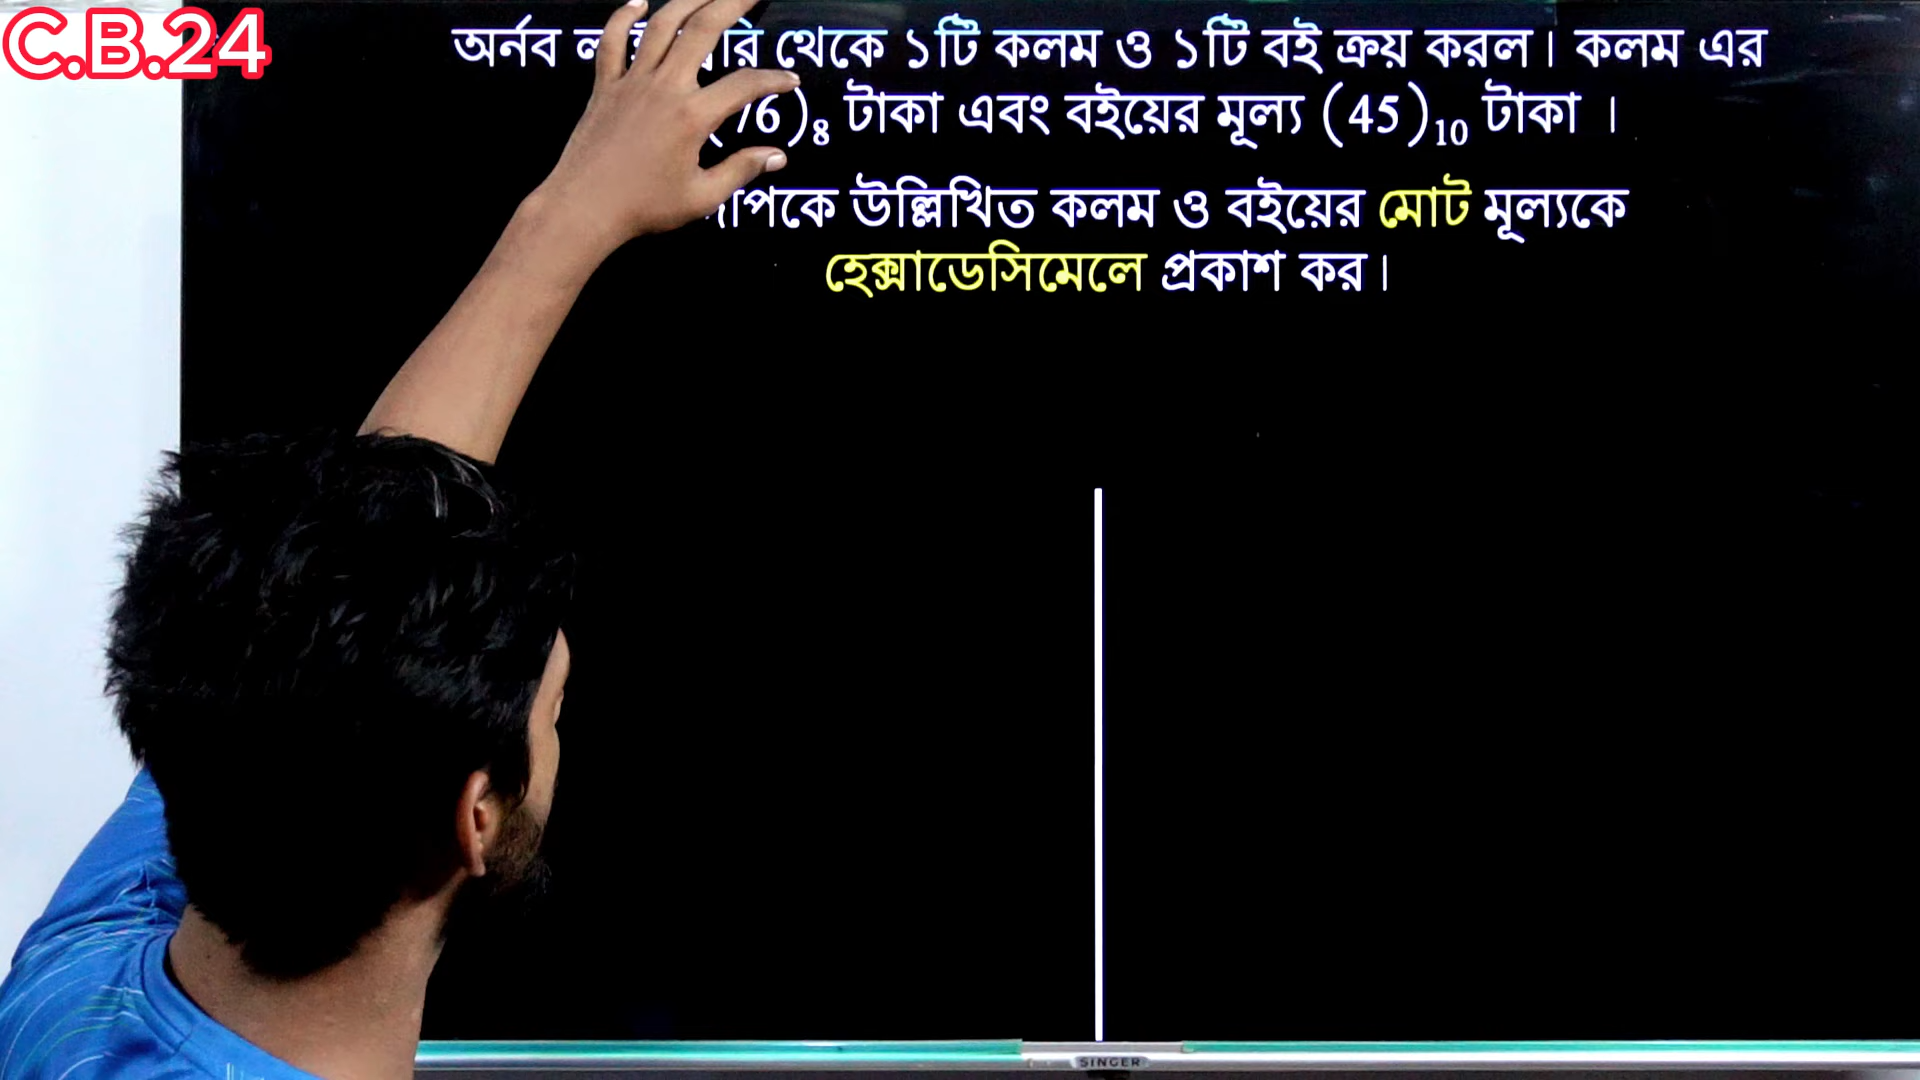 C.B.24
অর্নব থেকে ১টি কলম ও ১টি বই ক্রয় করল। কলম এর
টাকা এবং বইয়ের মূল্য (45)₁₀ টাকা ।
উল্লিখিত কলম ও বইয়ের মোট মূল্যকে
হেক্সাডেসিমেলে প্রকাশ কর।
SINGER